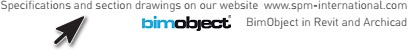 Specifications and section drawings on our website www.spm-international.com
bimobject® BimObject in Revit and Archicad